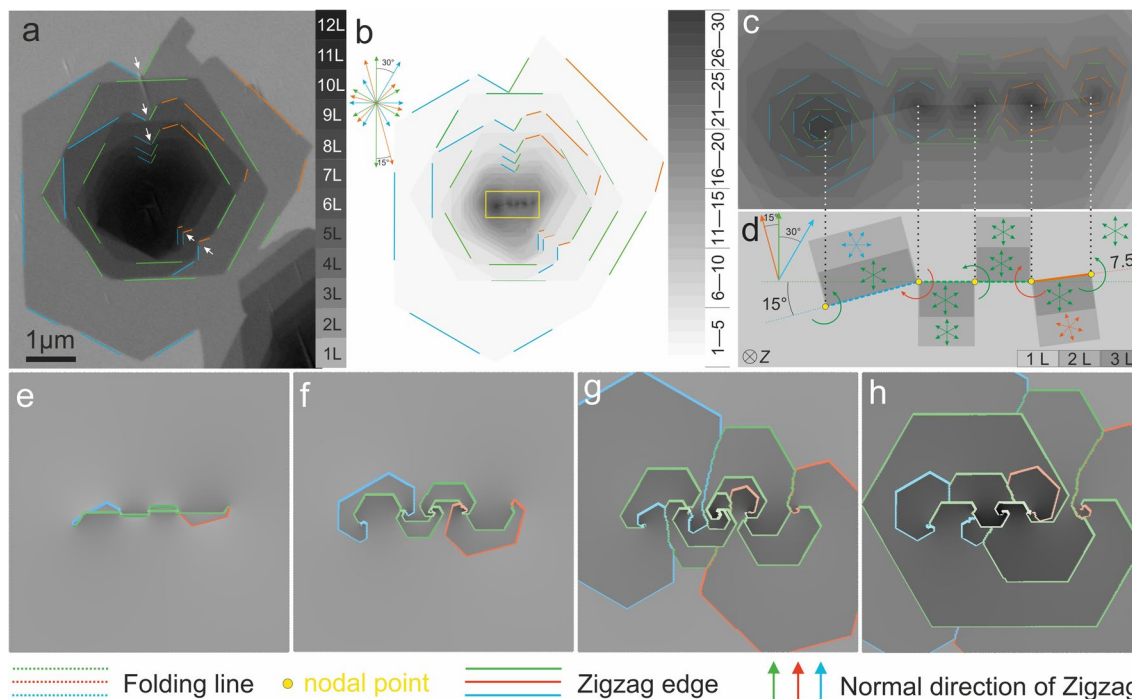 a
12L
11L
10L
9L
8L
7L
6L
5L
4L
3L
2L
1L
1µm
b
30°
15°
26—30
21—25
16—20
11—15
6—10
1—5
c
d
15°
30°
15°
7.5
Z
1 L
2 L
3 L
e
f
g
h
Folding line
nodal point
Zigzag edge
Normal direction of Zigzag